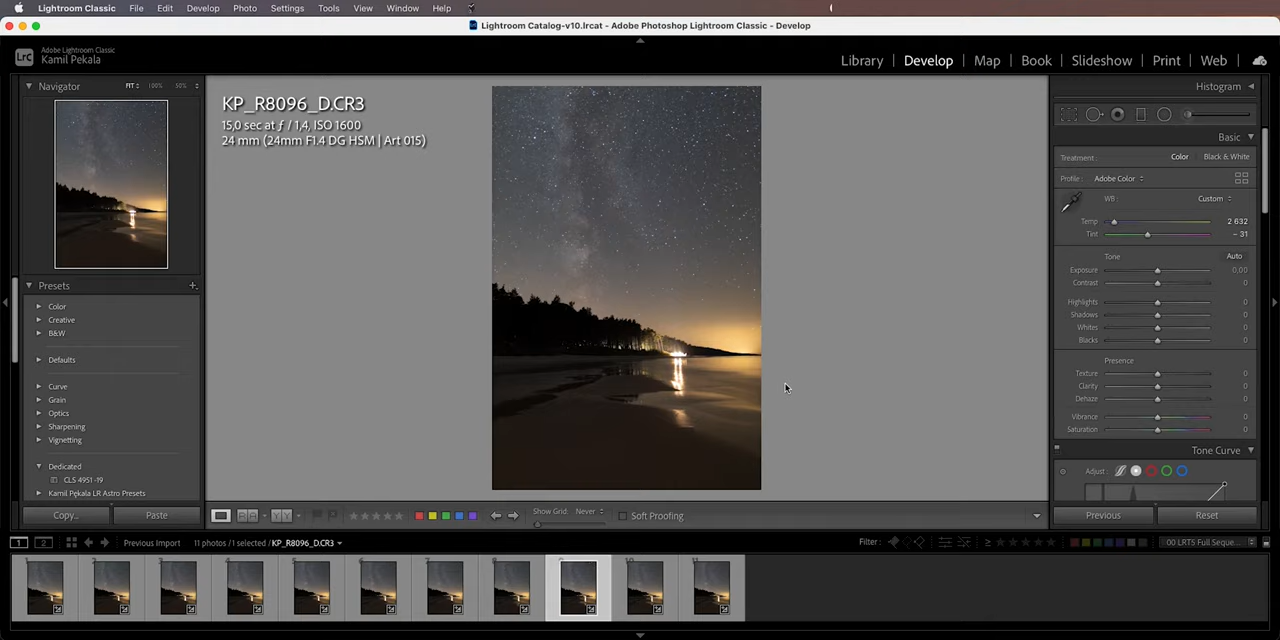 Lightroom Classic File Edit Develop Photo Settings Tools View Window Help
Lightroom Catalog-v10.lrcat - Adobe Photoshop Lightroom Classic - Develop
Lrc Adobe Lightroom Classic
Kamil Pekala
Library Develop Map Book Slideshow Print Web
Navigator FIT 100% 50%
Histogram
KP_R8096_D.CR3
15,0 sec at ƒ / 1,4, ISO 1600
24 mm (24mm F1.4 DG HSM | Art 015)
Basic
Treatment: Color Black & White
Profile: Adobe Color
WB: Custom
Temp 2 632
Tint - 31
Tone Auto
Exposure 0,00
Contrast 0
Highlights 0
Shadows 0
Whites 0
Blacks 0
Presence
Texture 0
Clarity 0
Dehaze 0
Vibrance 0
Saturation 0
Tone Curve
Adjust:
Presets +
Color
Creative
B&W
Defaults
Curve
Grain
Optics
Sharpening
Vignetting
Dedicated
CLS 4951 -19
Kamil Pękala LR Astro Presets
Copy... Paste
Show Grid: Never Soft Proofing
Previous Reset
1 2 Previous Import 11 photos / 1 selected / KP_R8096_D.CR3 Filter: 00 LRT5 Full Seque...